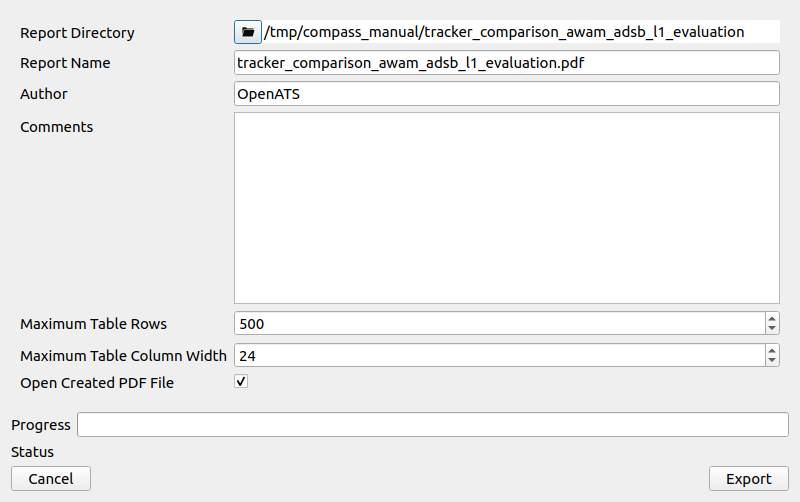 Report Directory /tmp/compass_manual/tracker_comparison_awam_adsb_l1_evaluation
Report Name tracker_comparison_awam_adsb_l1_evaluation.pdf
Author OpenATS
Comments
Maximum Table Rows 500
Maximum Table Column Width 24
Open Created PDF File
Progress
Status
Cancel Export